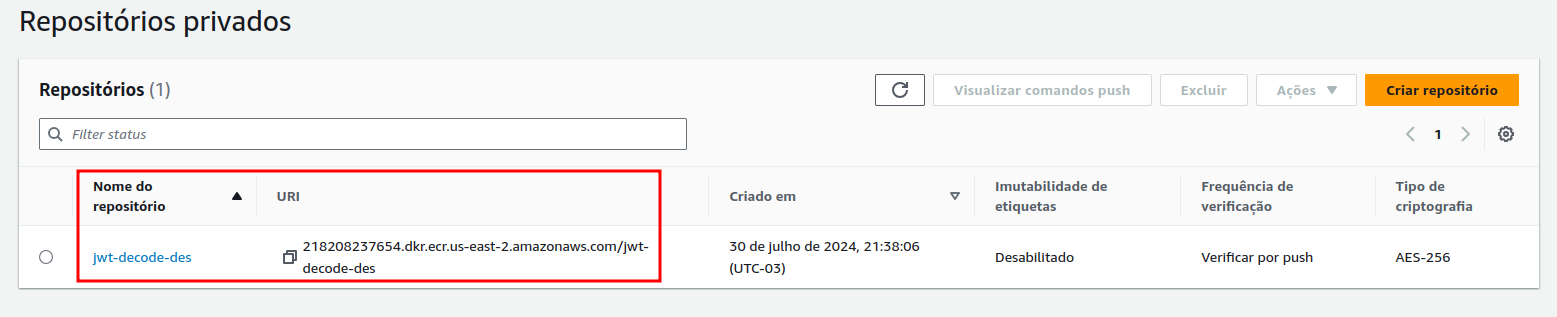 Repositórios privados
Repositórios (1)
Visualizar comandos push
Excluir
Ações
Criar repositório
Filter status
1
Nome do
repositório
URI
Criado em
Imutabilidade de
etiquetas
Frequência de
verificação
Tipo de
criptografia
jwt-decode-des
218208237654.dkr.ecr.us-east-2.amazonaws.com/jwt-
decode-des
30 de julho de 2024, 21:38:06
(UTC-03)
Desabilitado
Verificar por push
AES-256